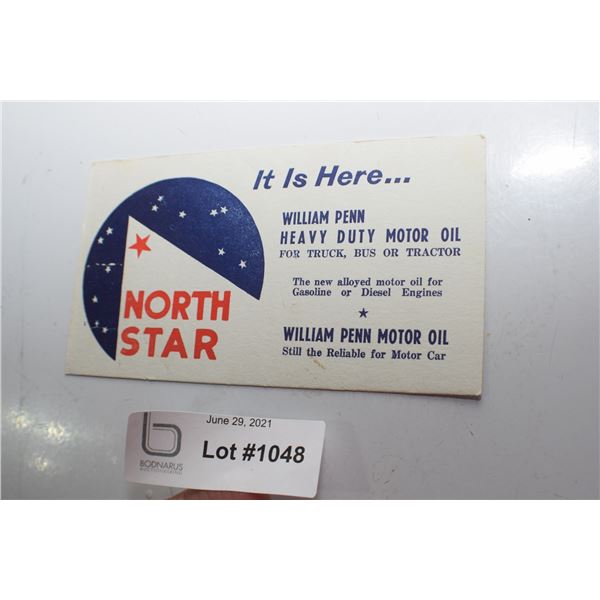 It Is Here...
WILLIAM PENN
HEAVY DUTY MOTOR OIL
FOR TRUCK, BUS OR TRACTOR
The new alloyed motor oil for
Gasoline or Diesel Engines
WILLIAM PENN MOTOR OIL
Still the Reliable for Motor Car
NORTH
STAR
June 29, 2021
Lot #1048
BODNARUS
AUCTIONEERING